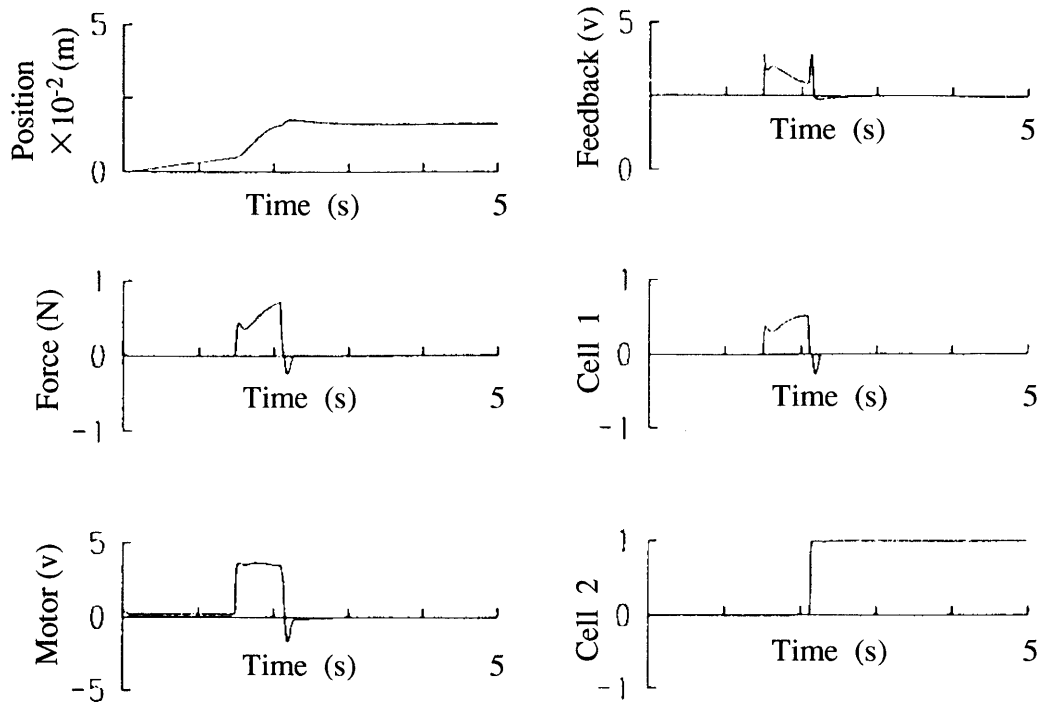 5
Position
×10⁻² (m)
0
Time (s)
5
5
Feedback (v)
0
Time (s)
5
1
Force (N)
0
-1
Time (s)
5
1
Cell 1
0
-1
Time (s)
5
5
Motor (v)
0
-5
Time (s)
5
1
Cell 2
0
-1
Time (s)
5